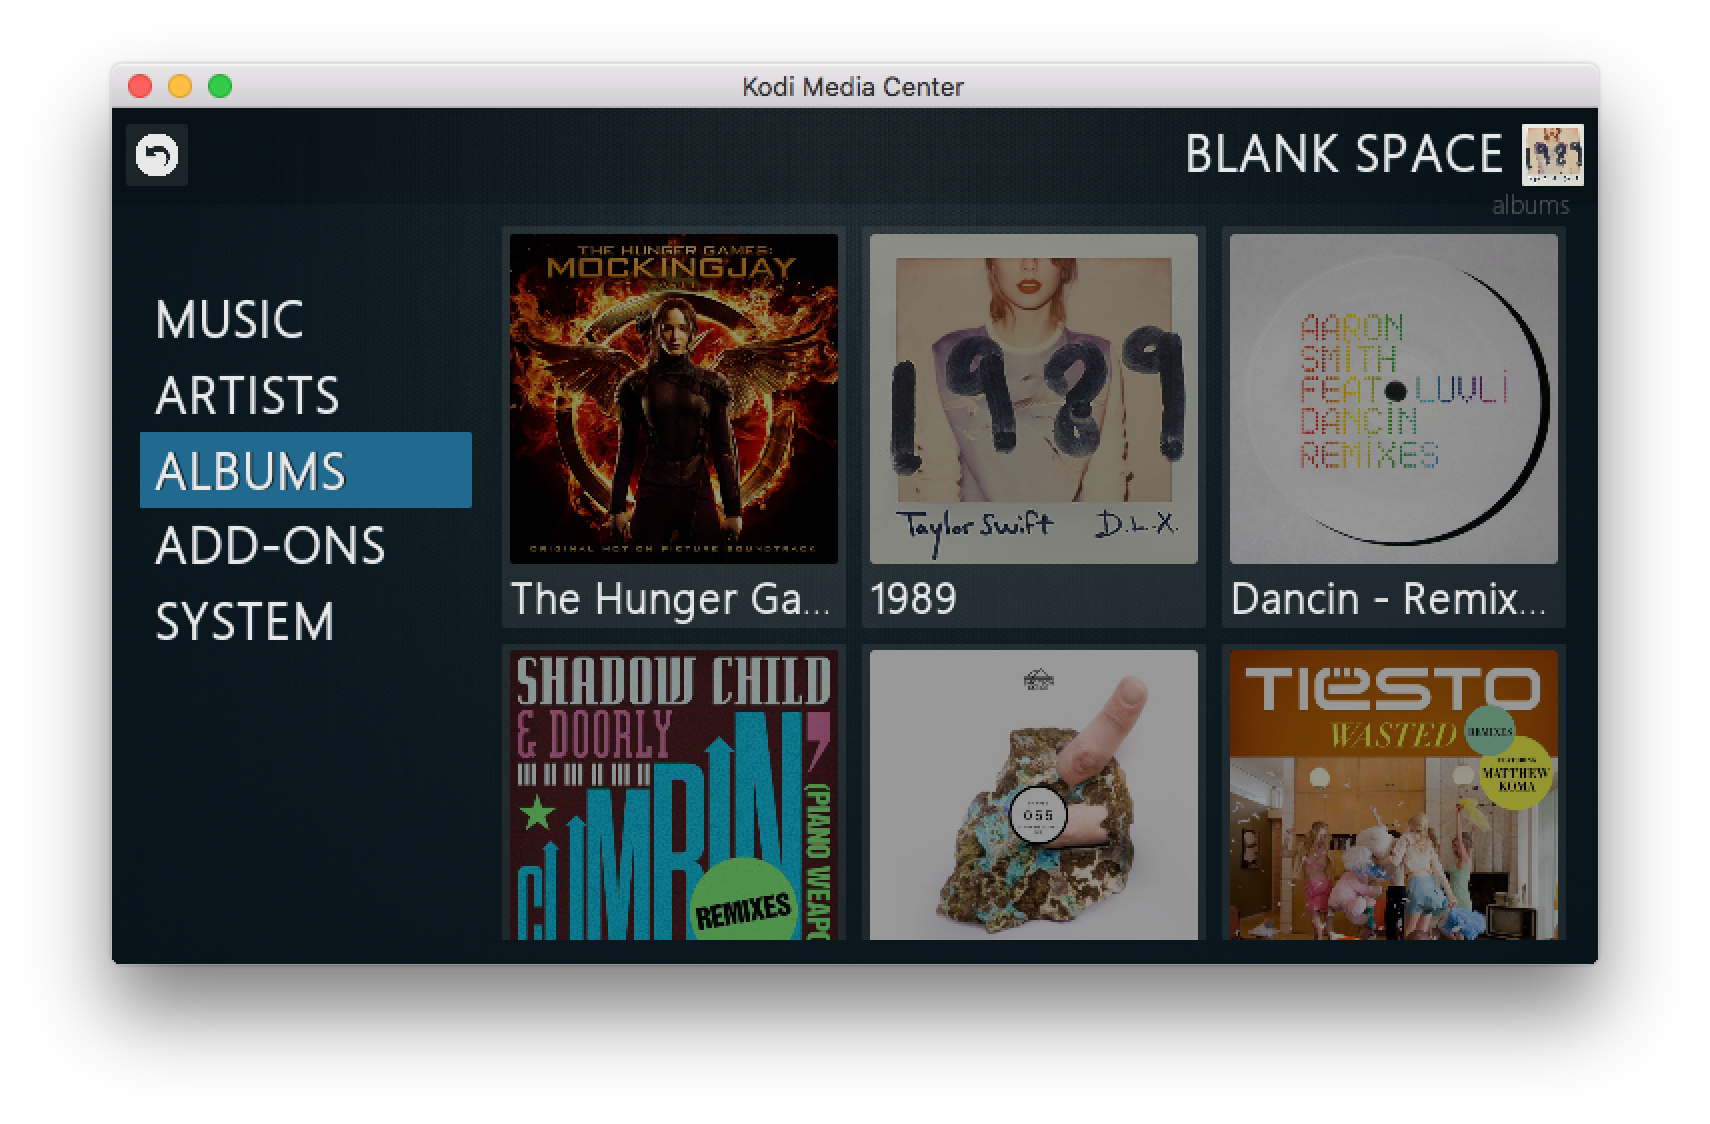 Kodi Media Center
BLANK SPACE
1989
albums
MUSIC
ARTISTS
ALBUMS
ADD-ONS
SYSTEM
THE HUNGER GAMES:
MOCKINGJAY
ORIGINAL MOTION PICTURE SOUNDTRACK
The Hunger Ga...
1989
Taylor Swift D.L.X.
1989
AARON
SMITH
FEAT. LUVLI
DANCIN
REMIXES
Dancin - Remix...
SHADOW CHILD
& DOORLY
CLIMBIN'
(PIANO WEAPO
REMIXES
055
TIËSTO
WASTED
REMIXES
FEATURING
MATTHEW
KOMA